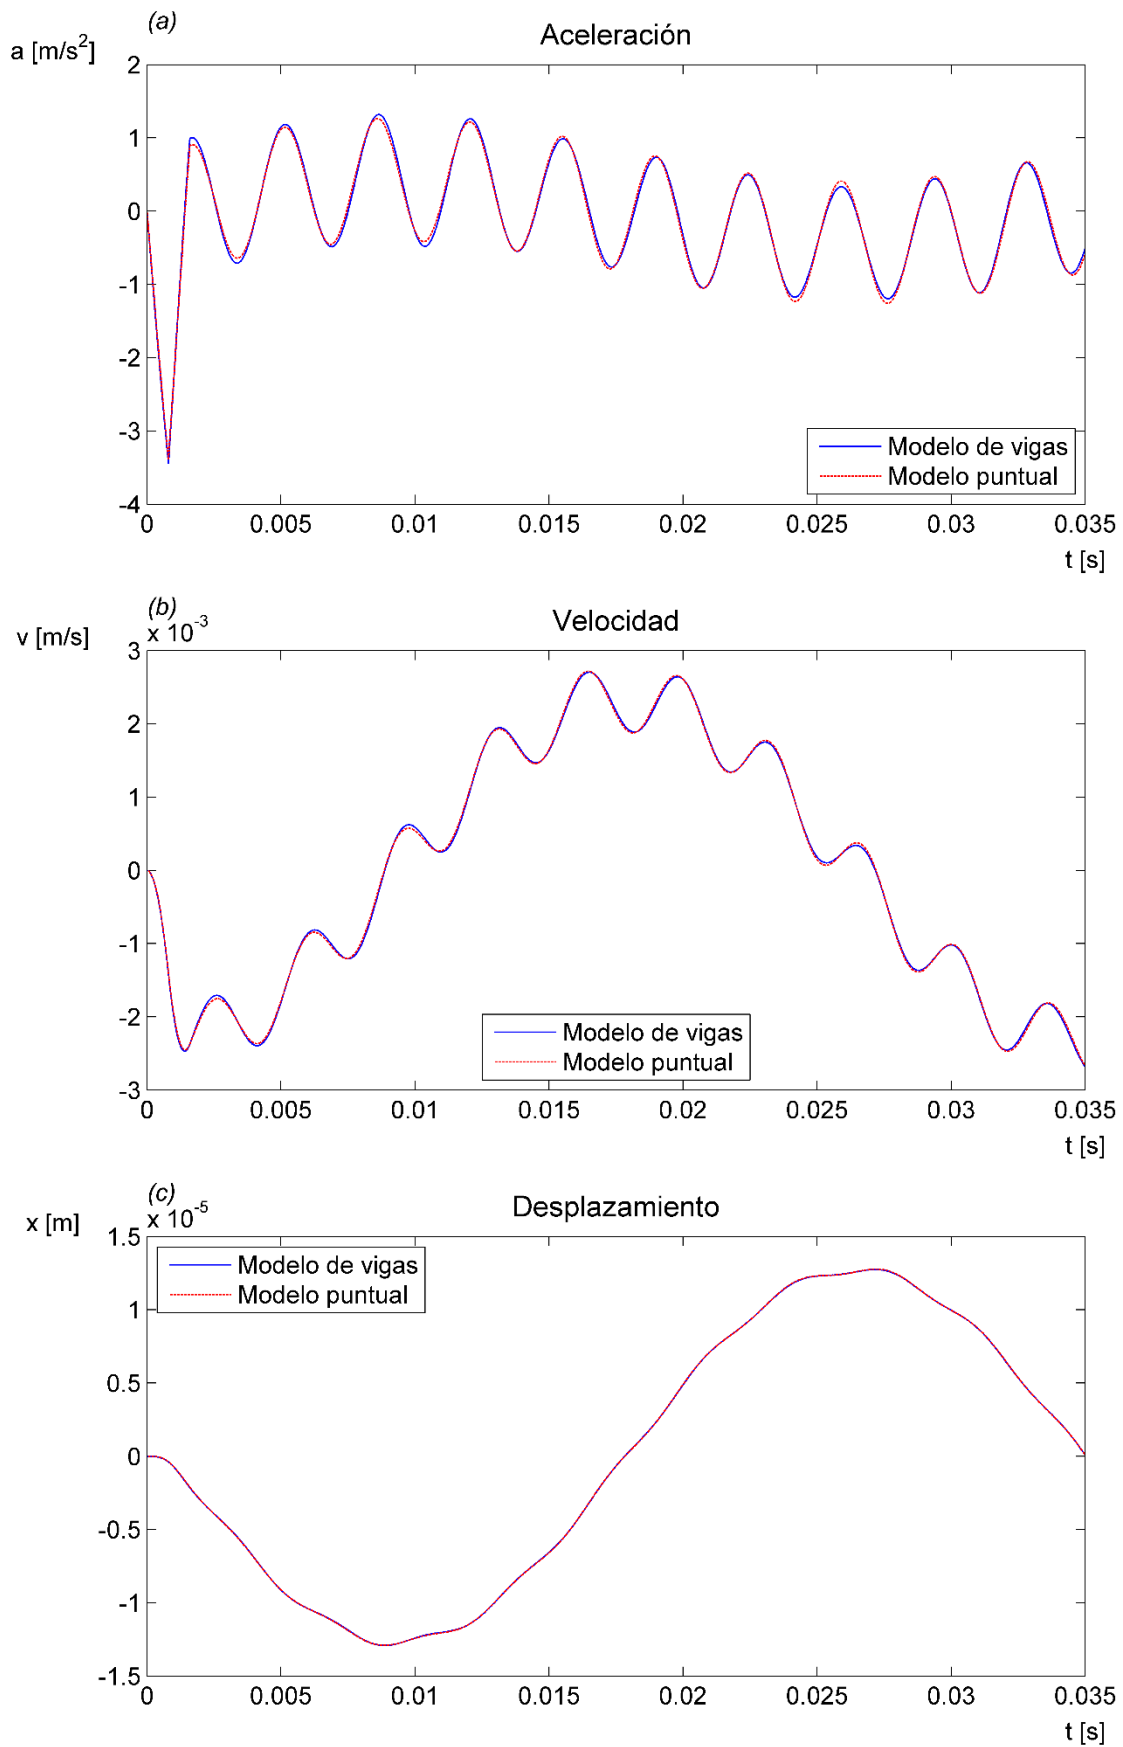 (a)
Aceleración
a [m/s²]
2
1
0
-1
-2
-3
-4
Modelo de vigas
Modelo puntual
0 0.005 0.01 0.015 0.02 0.025 0.03 0.035
t [s]
(b)
Velocidad
v [m/s]
x 10⁻³
3
2
1
0
-1
-2
-3
Modelo de vigas
Modelo puntual
0 0.005 0.01 0.015 0.02 0.025 0.03 0.035
t [s]
(c)
Desplazamiento
x [m]
x 10⁻⁵
1.5
Modelo de vigas
Modelo puntual
1
0.5
0
-0.5
-1
-1.5
0 0.005 0.01 0.015 0.02 0.025 0.03 0.035
t [s]